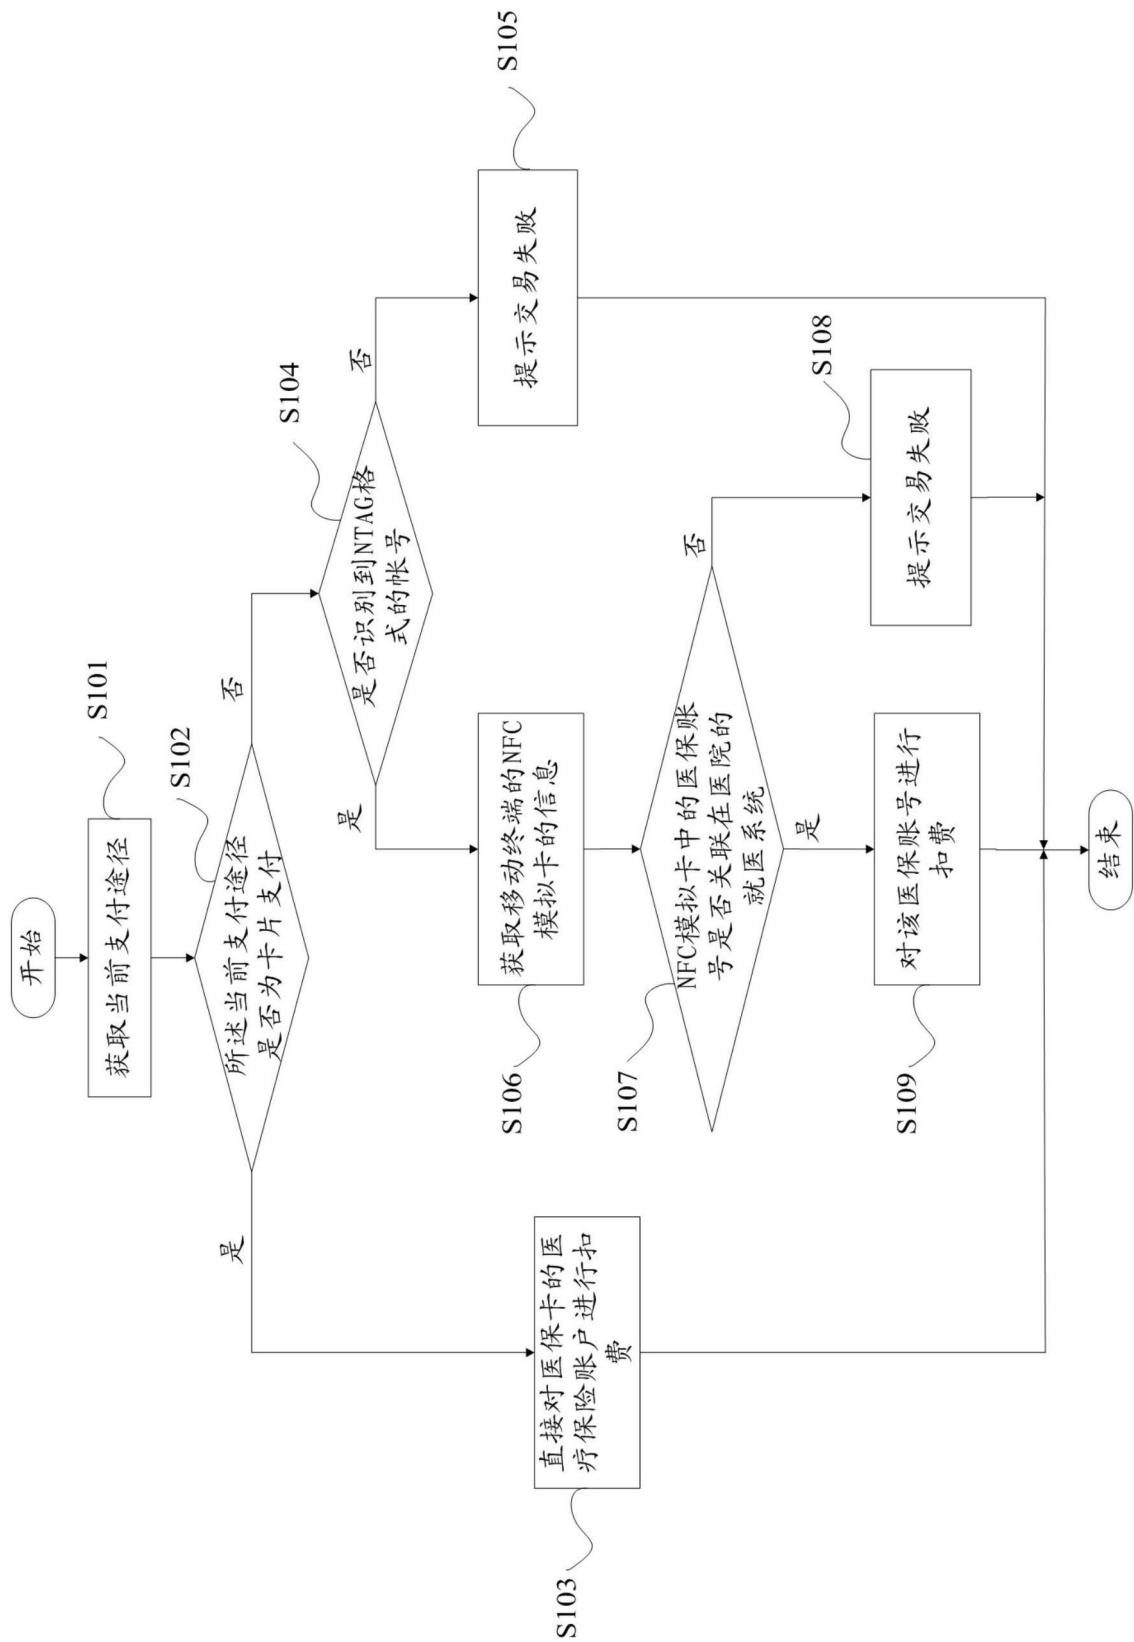 开始
获取当前支付途径
S101
所述当前支付途径
是否为卡片支付
S102
是
否
直接对医保卡的医
疗保险账户进行扣
费
S103
是否识别到NTAG格
式的帐号
S104
是
否
提示交易失败
S105
获取移动终端的NFC
模拟卡的信息
S106
NFC模拟卡中的医保账
号是否关联在医院的
就医系统
S107
是
否
提示交易失败
S108
对该医保账号进行
扣费
S109
结束